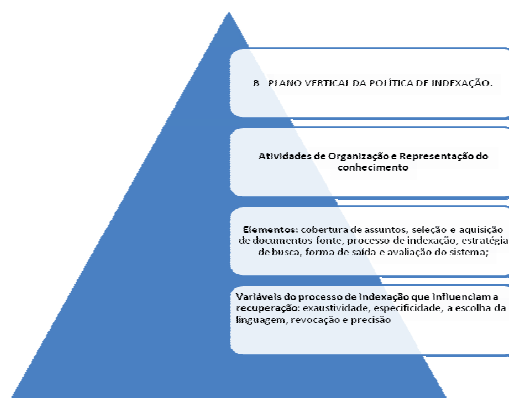 B - PLANO VERTICAL DA POLÍTICA DE INDEXAÇÃO.
Atividades de Organização e Representação do
conhecimento
Elementos: cobertura de assuntos, seleção e aquisição
de documentos-fonte, processo de indexação, estratégia
de busca, forma de saída e avaliação do sistema;
Variáveis do processo de indexação que influenciam a
recuperação: exaustividade, especificidade, a escolha da
linguagem, revocação e precisão